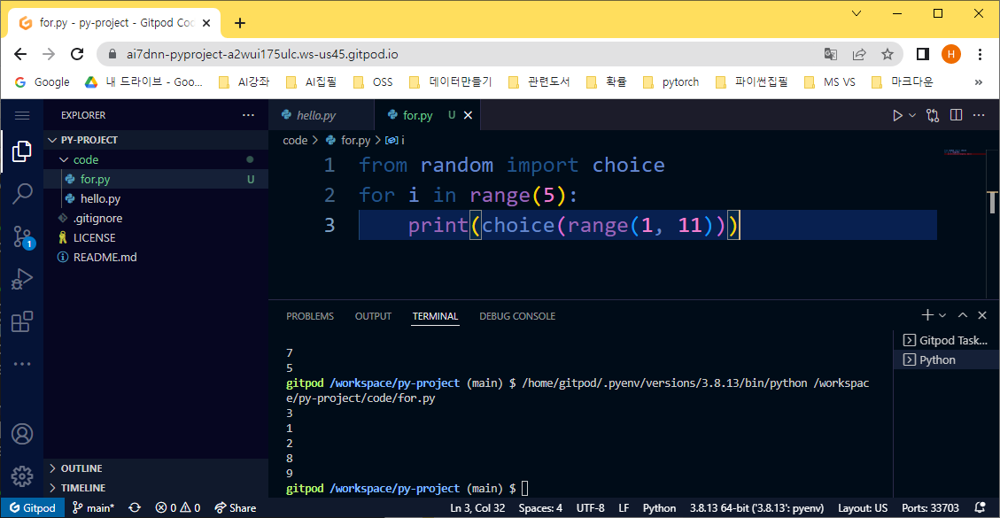 for.py - py-project - Gitpod Coc
ai7dnn-pyproject-a2wui175ulc.ws-us45.gitpod.io
H
Google 내 드라이브 - Goo... AI강좌 AI집필 OSS 데이터만들기 관련도서 확률 pytorch 파이썬집필 MS VS 마크다운 »
EXPLORER ...
PY-PROJECT
code
for.py U
hello.py
.gitignore
LICENSE
README.md
1
OUTLINE
TIMELINE
hello.py for.py U
code > for.py > i
1 from random import choice
2 for i in range(5):
3 print(choice(range(1, 11)))
PROBLEMS OUTPUT TERMINAL DEBUG CONSOLE
Gitpod Task...
Python
7
5
gitpod /workspace/py-project (main) $ /home/gitpod/.pyenv/versions/3.8.13/bin/python /workspac
e/py-project/code/for.py
3
1
2
8
9
gitpod /workspace/py-project (main) $
Gitpod main* 0 0 Share Ln 3, Col 32 Spaces: 4 UTF-8 LF Python 3.8.13 64-bit ('3.8.13': pyenv) Layout: US Ports: 33703